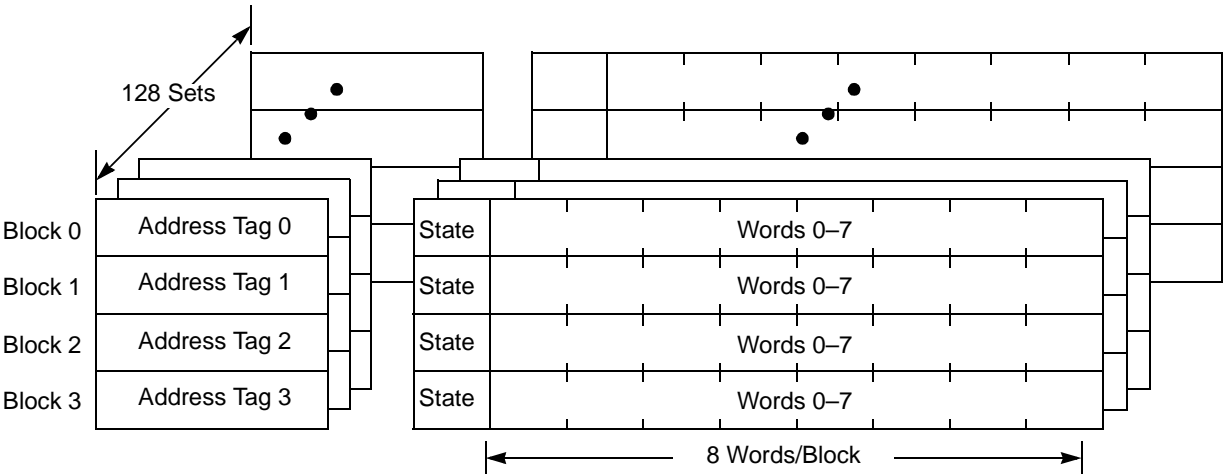 128 Sets
Block 0 Address Tag 0 State Words 0–7
Block 1 Address Tag 1 State Words 0–7
Block 2 Address Tag 2 State Words 0–7
Block 3 Address Tag 3 State Words 0–7
8 Words/Block